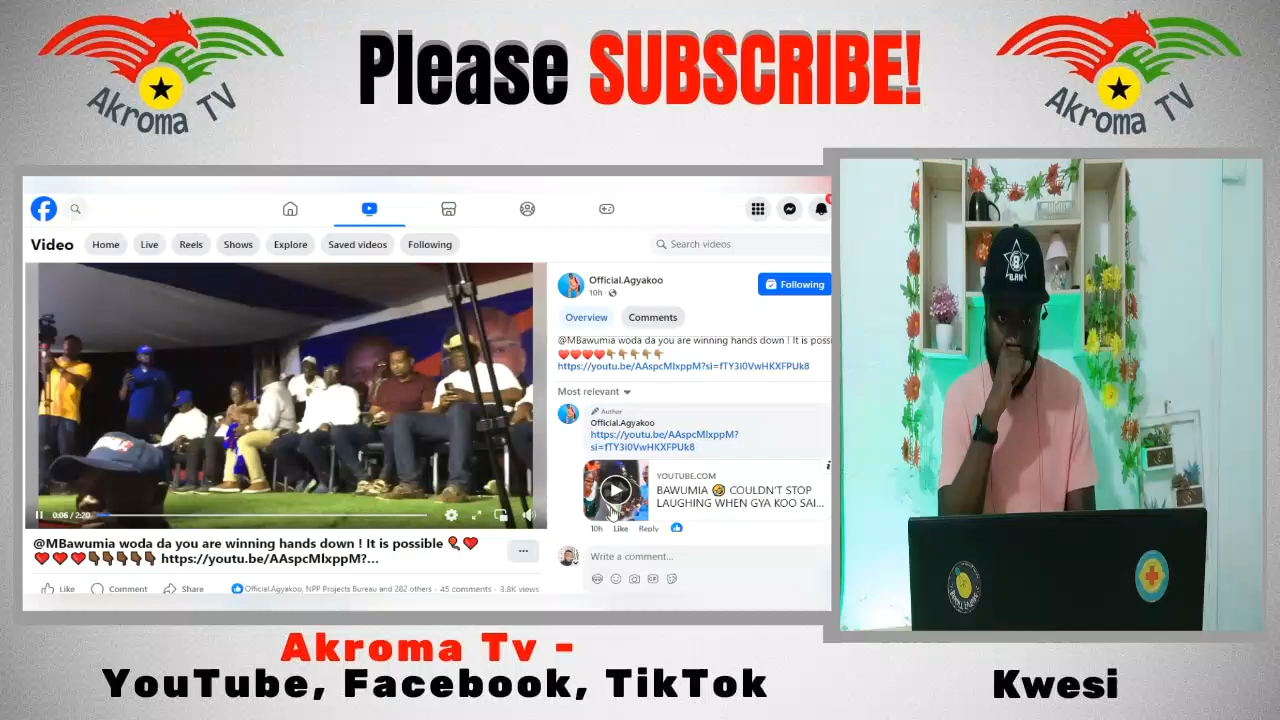 Akroma TV
Please SUBSCRIBE!
Akroma TV
Video
Home
Live
Reels
Shows
Explore
Saved videos
Following
Search videos
Official.Agyakoo
10h
Following
Overview
Comments
@MBawumia woda da you are winning hands down ! It is possi
https://youtu.be/AAspcMlxppM?si=fTY3i0VwHKXFPUk8
Most relevant
Author
Official.Agyakoo
https://youtu.be/AAspcMlxppM?
si=fTY3i0VwHKXFPUk8
YOUTUBE.COM
BAWUMIA 🤣 COULDN'T STOP
LAUGHING WHEN GYA KOO SAI...
10h Like Reply
Write a comment...
0:06 / 2:20
@MBawumia woda da you are winning hands down ! It is possible 🎈❤️
❤️❤️❤️👇🏾👇🏾👇🏾👇🏾👇🏾 https://youtu.be/AAspcMlxppM?...
Like
Comment
Share
Official.Agyakoo, NPP Projects Bureau and 282 others · 45 comments · 3.8K views
Akroma Tv -
YouTube, Facebook, TikTok
Kwesi